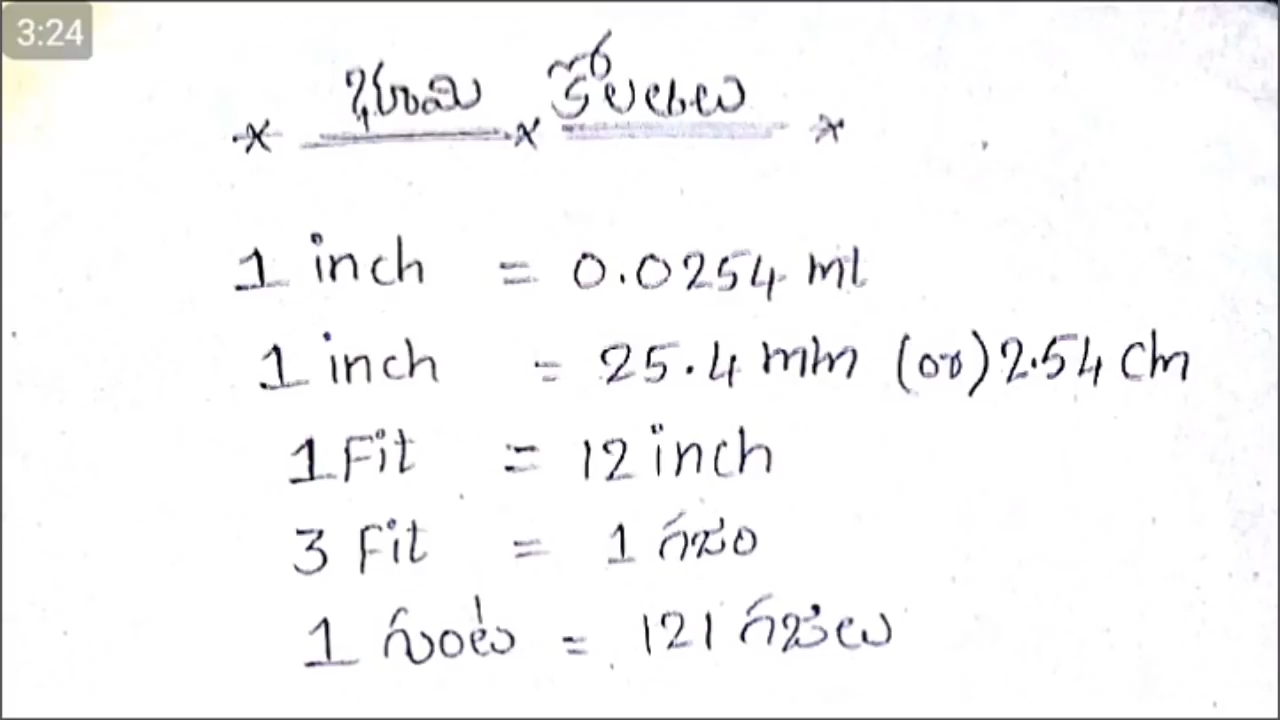 3:24
* భూమి * కొలతలు *
1 inch = 0.0254 ml
1 inch = 25.4 mm (or) 2.54 Cm
1 Fit = 12 inch
3 Fit = 1 గజం
1 గుంట = 121 గజలు